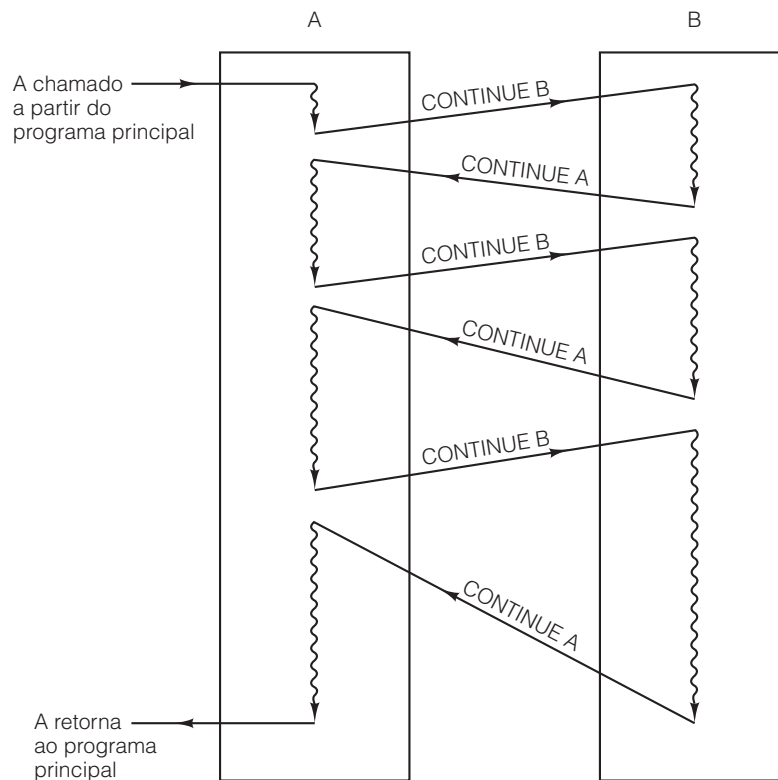 A
B
A chamado
a partir do
programa principal
CONTINUE B
CONTINUE A
CONTINUE B
CONTINUE A
CONTINUE B
CONTINUE A
A retorna
ao programa
principal